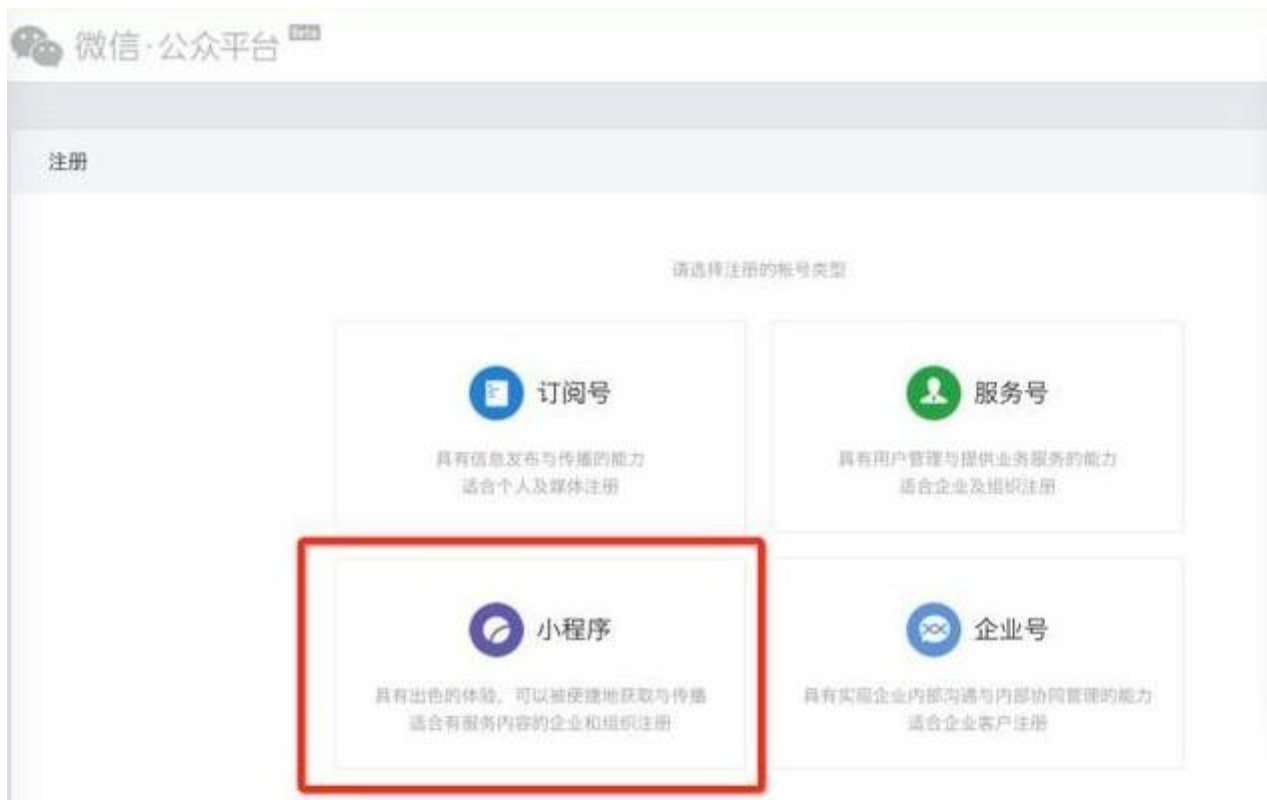 微信·公众平台 Beta
注册
请选择注册的帐号类型
订阅号
具有信息发布与传播的能力
适合个人及媒体注册
服务号
具有用户管理与提供业务服务的能力
适合企业及组织注册
小程序
具有出色的体验，可以被便捷地获取与传播
适合有服务内容的企业和组织注册
企业号
具有实现企业内部沟通与内部协同管理的能力
适合企业客户注册